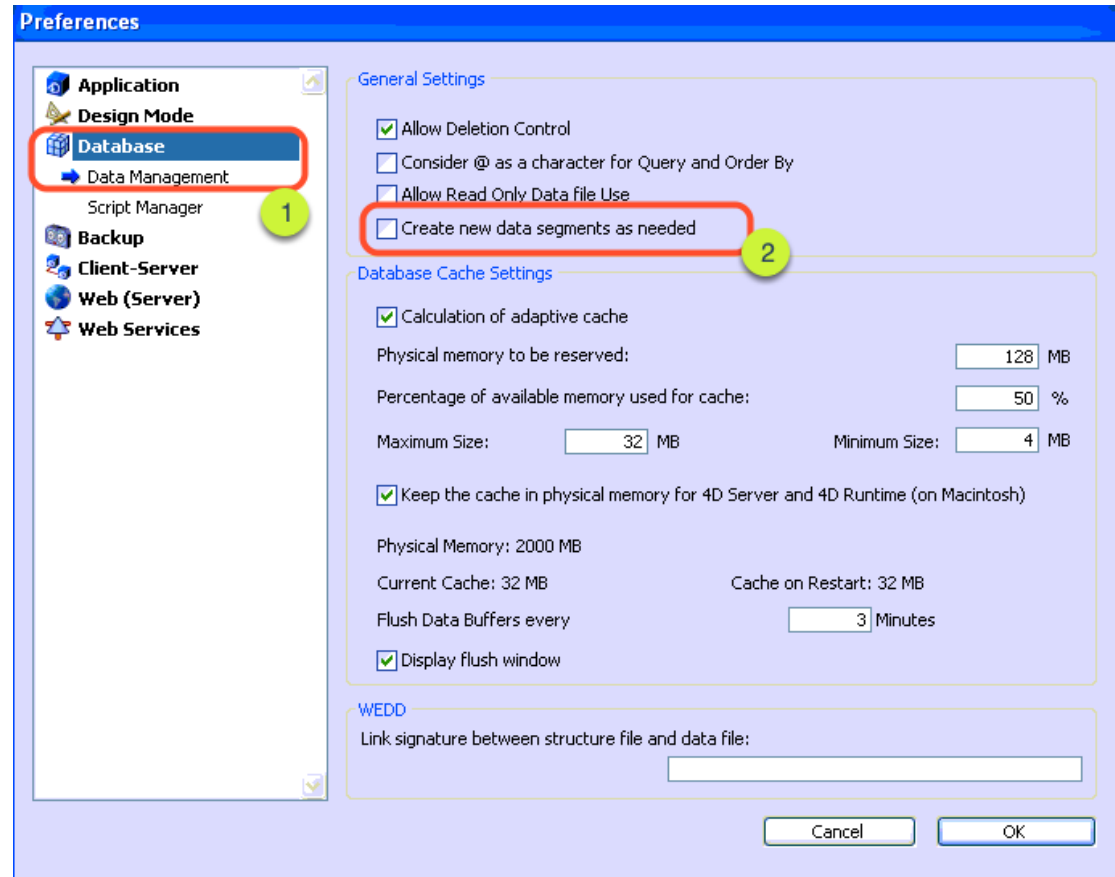 Preferences
Application
Design Mode
Database
Data Management
Script Manager
1
Backup
Client-Server
Web (Server)
Web Services
General Settings
Allow Deletion Control
Consider @ as a character for Query and Order By
Allow Read Only Data file Use
Create new data segments as needed
2
Database Cache Settings
Calculation of adaptive cache
Physical memory to be reserved: 128 MB
Percentage of available memory used for cache: 50 %
Maximum Size: 32 MB Minimum Size: 4 MB
Keep the cache in physical memory for 4D Server and 4D Runtime (on Macintosh)
Physical Memory: 2000 MB
Current Cache: 32 MB Cache on Restart: 32 MB
Flush Data Buffers every 3 Minutes
Display flush window
WEDD
Link signature between structure file and data file:
Cancel OK